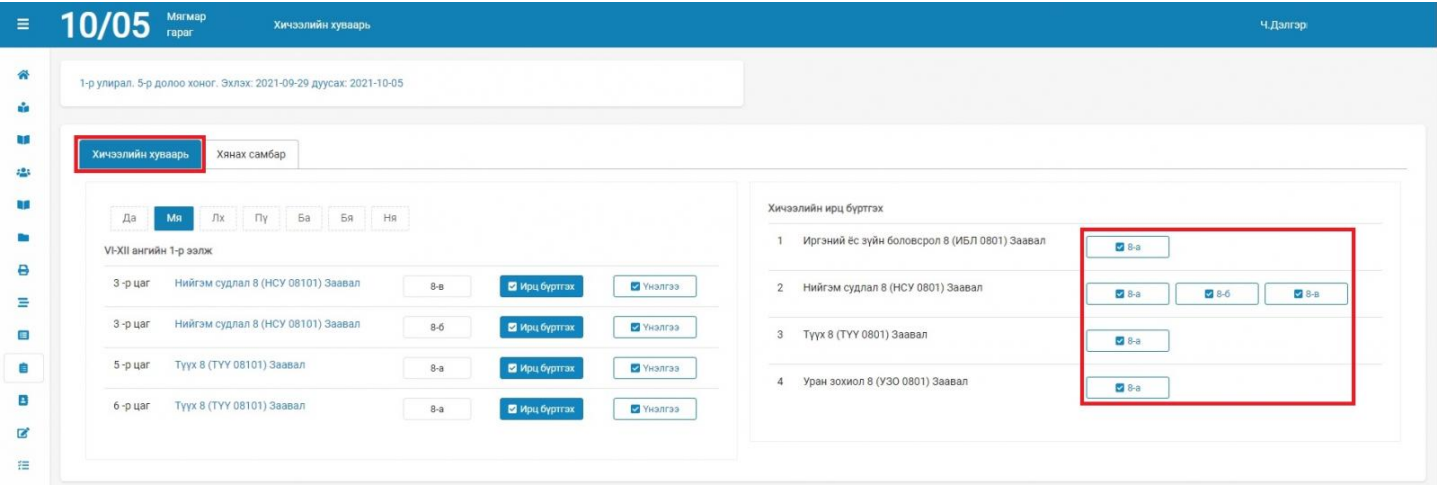 10/05
Мягмар
гараг
Хичээлийн хуваарь
Ч.Дэлгэр
1-р улирал. 5-р долоо хоног. Эхлэх: 2021-09-29 дуусах: 2021-10-05
Хичээлийн хуваарь Хянах самбар
Да Мя Лх Пү Ба Бя Ня
VI-XII ангийн 1-р ээлж
3 -р цаг Нийгэм судлал 8 (НСУ 08101) Заавал 8-в Ирц бүртгэх Үнэлгээ
3 -р цаг Нийгэм судлал 8 (НСУ 08101) Заавал 8-б Ирц бүртгэх Үнэлгээ
5 -р цаг Түүх 8 (ТҮҮ 08101) Заавал 8-а Ирц бүртгэх Үнэлгээ
6 -р цаг Түүх 8 (ТҮҮ 08101) Заавал 8-а Ирц бүртгэх Үнэлгээ
Хичээлийн ирц бүртгэх
1 Иргэний ёс зүйн боловсрол 8 (ИБЛ 0801) Заавал 8-а
2 Нийгэм судлал 8 (НСУ 0801) Заавал 8-а 8-б 8-в
3 Түүх 8 (ТҮҮ 0801) Заавал 8-а
4 Уран зохиол 8 (УЗО 0801) Заавал 8-а